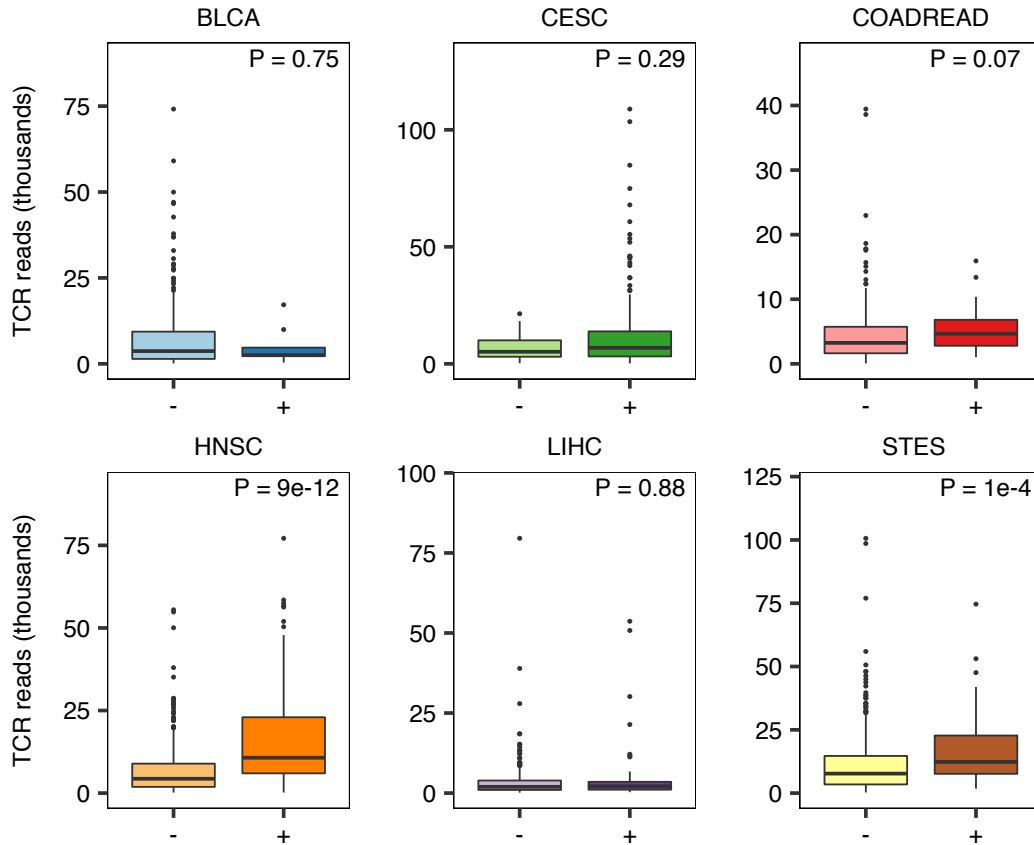 BLCA
CESC
COADREAD
TCR reads (thousands)
P = 0.75
75
50
25
0
- +
P = 0.29
100
50
0
- +
P = 0.07
40
30
20
10
0
- +
HNSC
LIHC
STES
TCR reads (thousands)
P = 9e-12
75
50
25
0
- +
P = 0.88
100
75
50
25
0
- +
P = 1e-4
125
100
75
50
25
0
- +